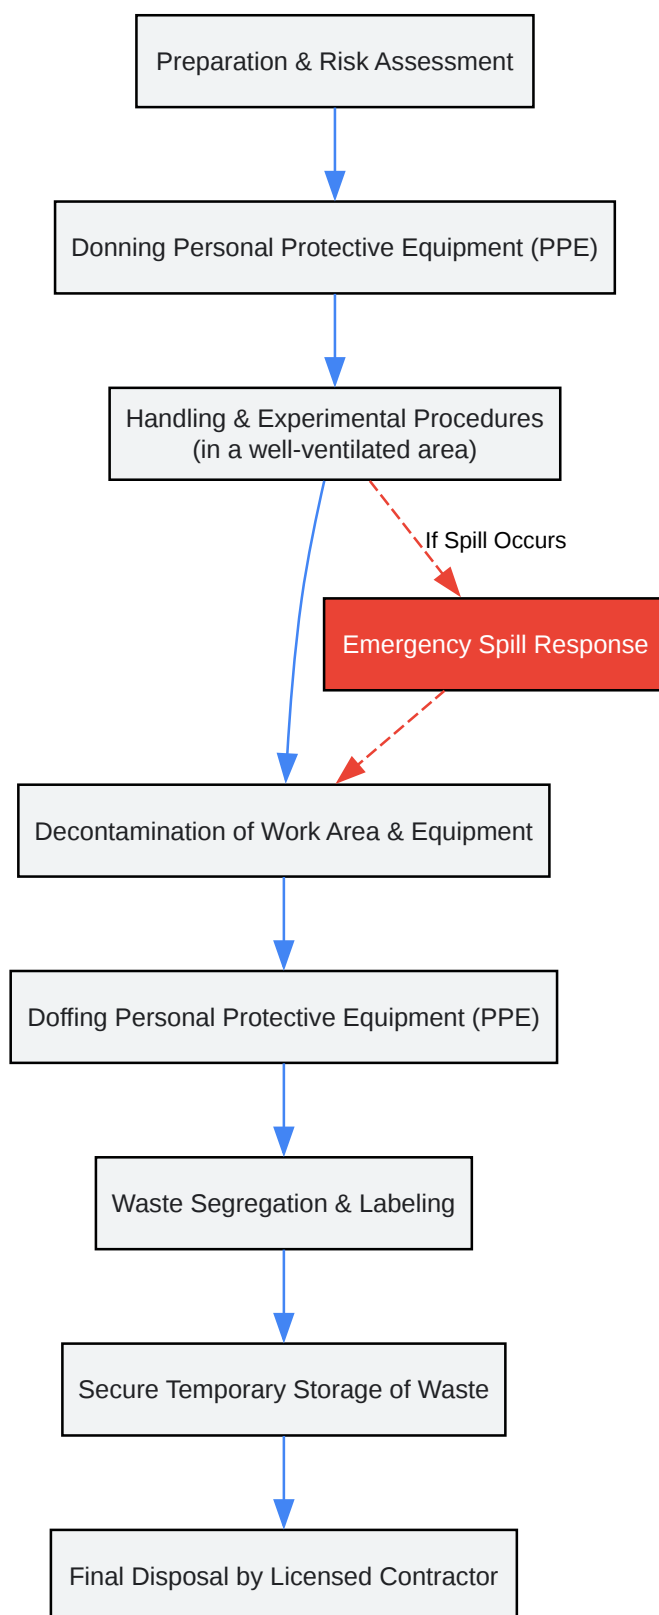 Preparation & Risk Assessment
Donning Personal Protective Equipment (PPE)
Handling & Experimental Procedures
(in a well-ventilated area)
If Spill Occurs
Emergency Spill Response
Decontamination of Work Area & Equipment
Doffing Personal Protective Equipment (PPE)
Waste Segregation & Labeling
Secure Temporary Storage of Waste
Final Disposal by Licensed Contractor